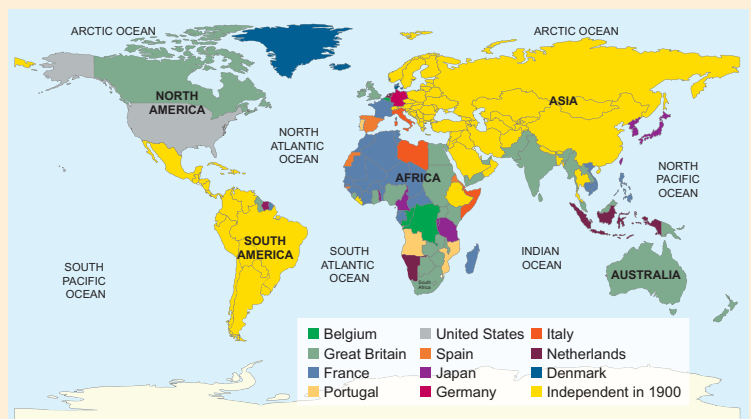 ARCTIC OCEAN
ARCTIC OCEAN
NORTH
AMERICA
ASIA
NORTH
ATLANTIC
OCEAN
AFRICA
NORTH
PACIFIC
OCEAN
SOUTH
AMERICA
SOUTH
ATLANTIC
OCEAN
INDIAN
OCEAN
SOUTH
PACIFIC
OCEAN
AUSTRALIA
South
Africa
Belgium
Great Britain
France
Portugal
United States
Spain
Japan
Germany
Italy
Netherlands
Denmark
Independent in 1900